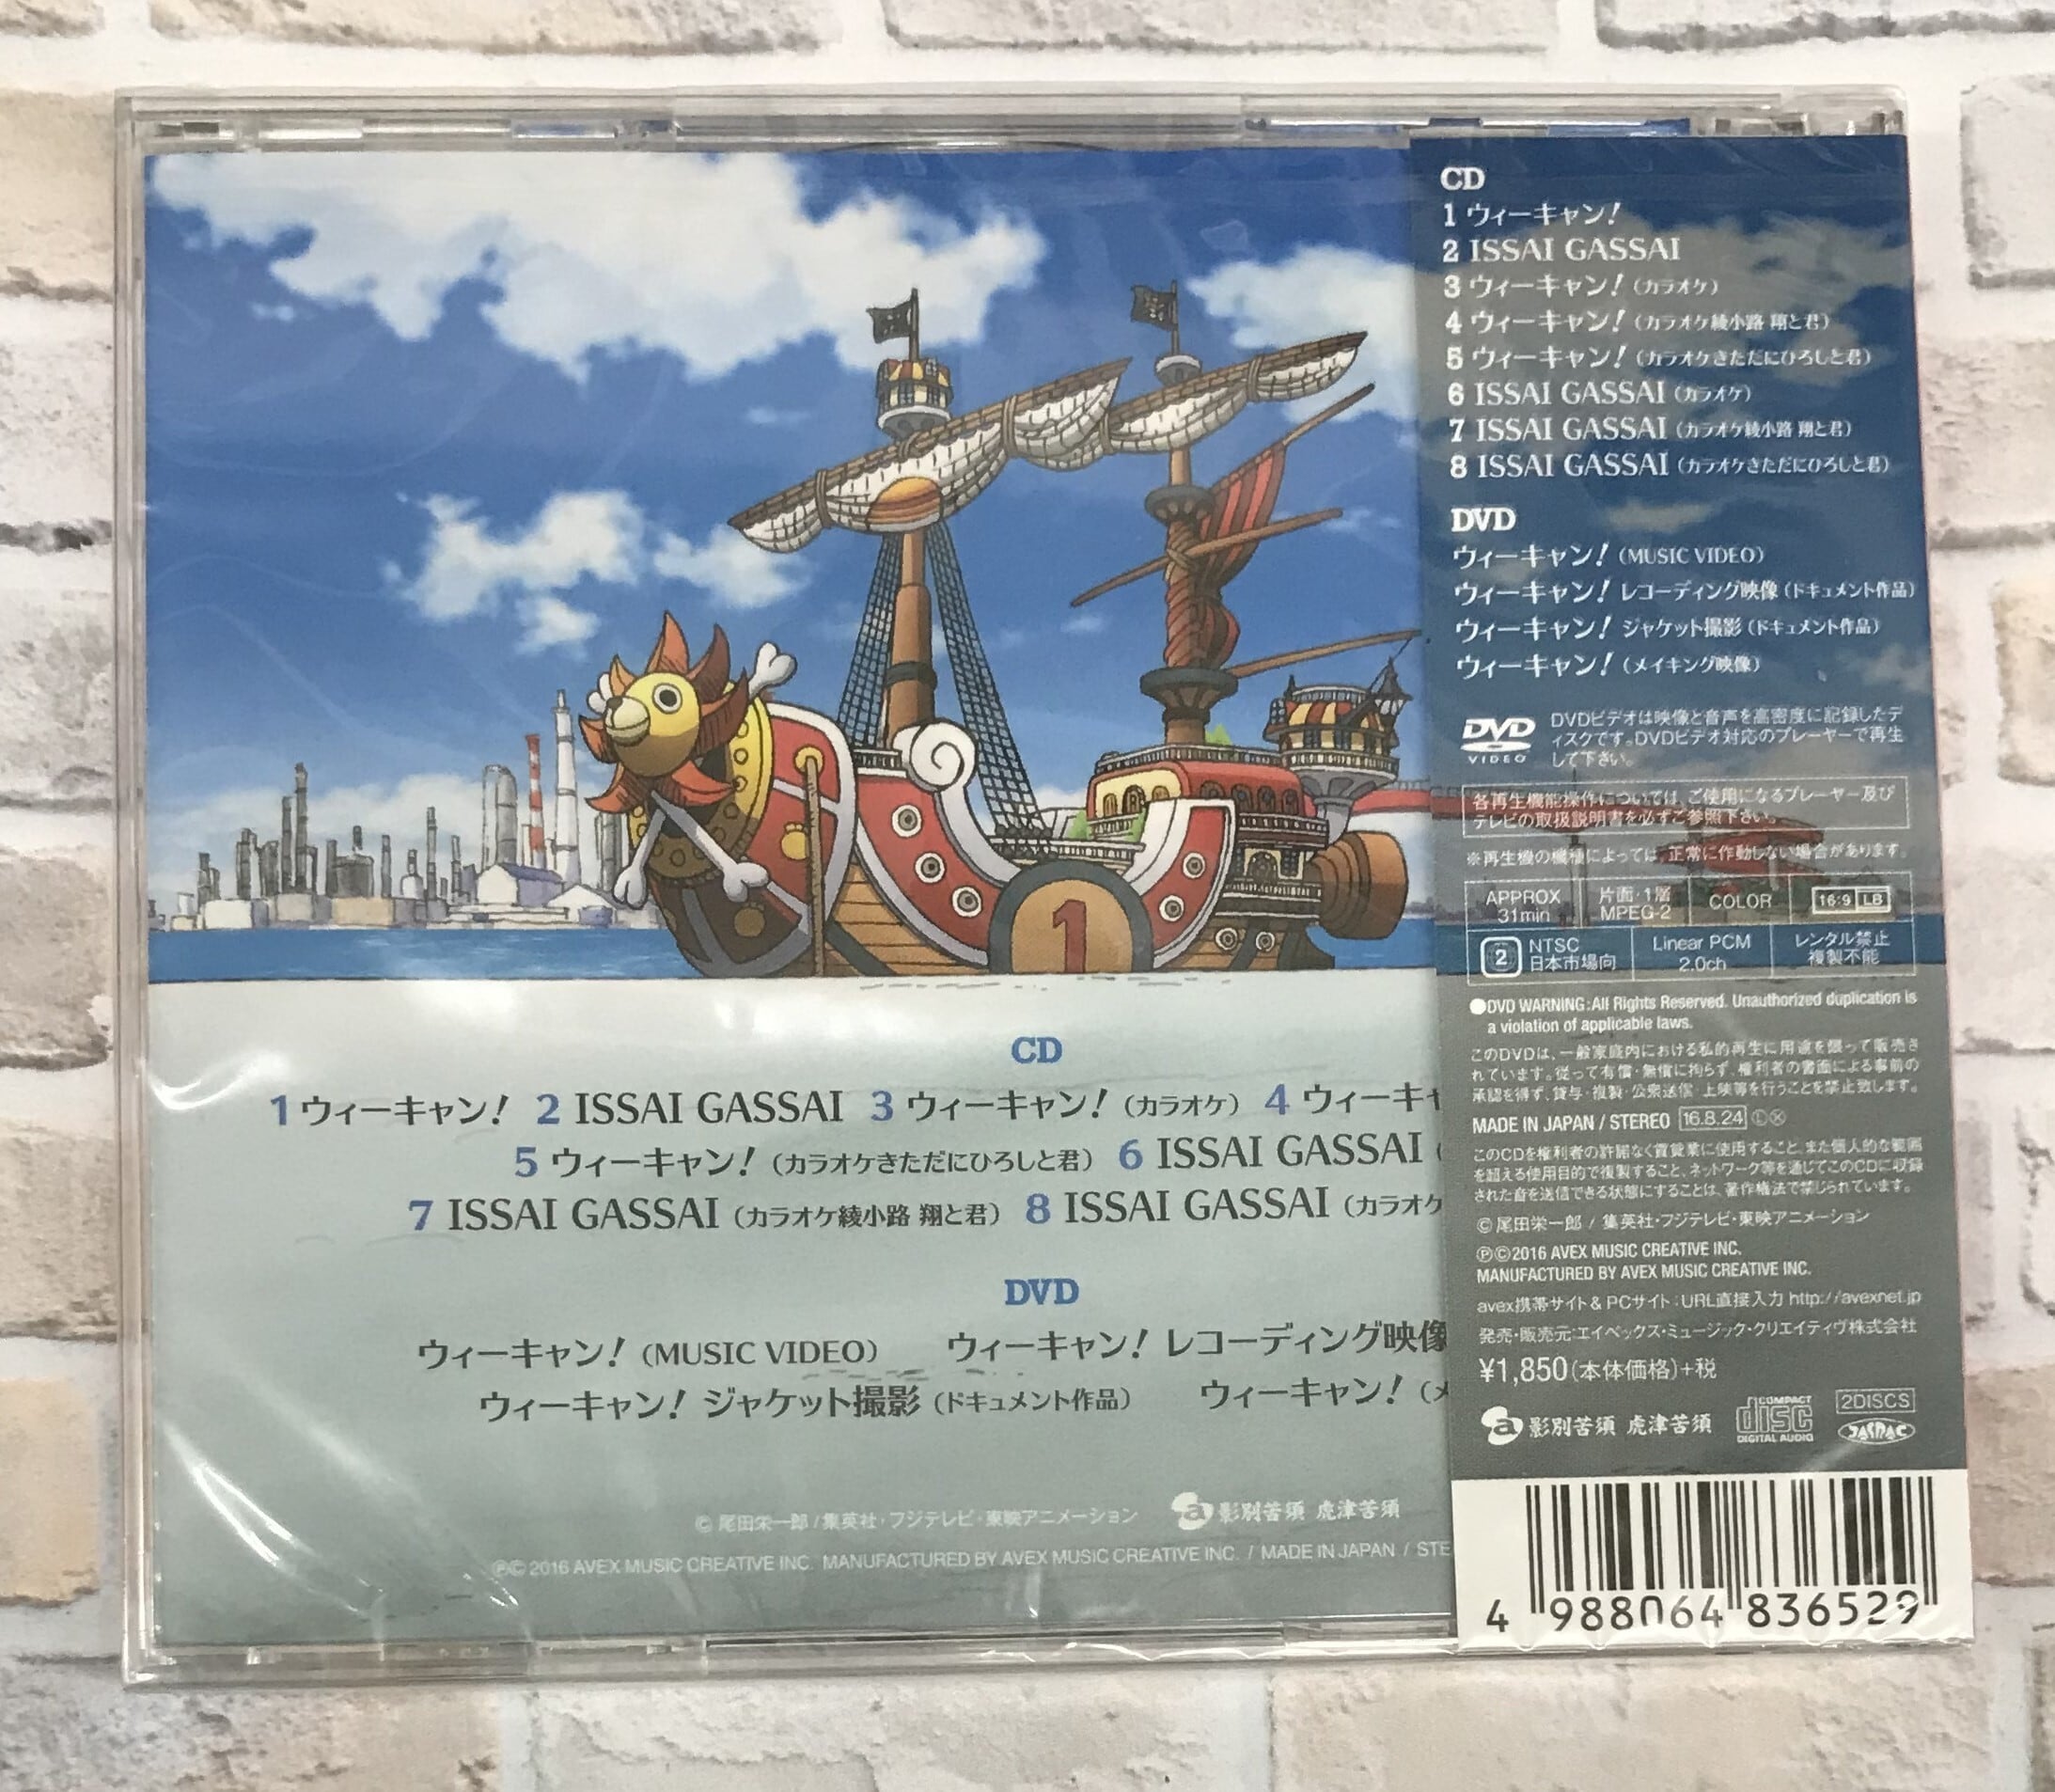 CD
1 ウィーキャン!
2 ISSAI GASSAI
3 ウィーキャン!(カラオケ)
4 ウィーキャン!(カラオケ綾小路 翔と君)
5 ウィーキャン!(カラオケきただにひろしと君)
6 ISSAI GASSAI(カラオケ)
7 ISSAI GASSAI(カラオケ綾小路 翔と君)
8 ISSAI GASSAI(カラオケきただにひろしと君)
DVD
ウィーキャン!(MUSIC VIDEO)
ウィーキャン! レコーディング映像(ドキュメント作品)
ウィーキャン! ジャケット撮影(ドキュメント作品)
ウィーキャン!(メイキング映像)
DVD VIDEO
DVDビデオは映像と音声を高密度に記録したデ
ィスクです。DVDビデオ対応のプレーヤーで再生
して下さい。
各再生機能操作については、ご使用になるプレーヤー及び
テレビの取扱説明書を必ずご参照下さい。
※再生機の機種によっては、正常に作動しない場合があります。
APPROX 31min 片面・1層 MPEG-2 COLOR 16:9 LB
2 NTSC 日本市場向 Linear PCM 2.0ch レンタル禁止 複製不能
●DVD WARNING:All Rights Reserved. Unauthorized duplication is
a violation of applicable laws.
このDVDは、一般家庭内における私的再生に用途を限って販売さ
れています。従って有償・無償に拘らず、権利者の書面による事前の
承認を得ず、貸与・複製・公衆送信・上映等を行うことを禁止致します。
MADE IN JAPAN / STEREO 16.8.24 Ⓛ Ⓧ
このCDを権利者の許諾なく賃貸業に使用すること、また個人的な範囲
を超える使用目的で複製すること、ネットワーク等を通じてこのCDに収録
された音を送信できる状態にすることは、著作権法で禁じられています。
©尾田栄一郎 / 集英社・フジテレビ・東映アニメーション
℗©2016 AVEX MUSIC CREATIVE INC.
MANUFACTURED BY AVEX MUSIC CREATIVE INC.
avex携帯サイト&PCサイト:URL直接入力 http://avexnet.jp
発売・販売元:エイベックス・ミュージック・クリエイティヴ株式会社
¥1,850(本体価格)+税
a 影別苦須 虎津苦須 COMPACT disc DIGITAL AUDIO 2DISCS JASRAC
4 988064 836529
1
CD
1 ウィーキャン! 2 ISSAI GASSAI 3 ウィーキャン!(カラオケ) 4 ウィーキャ
5 ウィーキャン!(カラオケきただにひろしと君) 6 ISSAI GASSAI(
7 ISSAI GASSAI(カラオケ綾小路 翔と君) 8 ISSAI GASSAI(カラオケ
DVD
ウィーキャン!(MUSIC VIDEO) ウィーキャン! レコーディング映像
ウィーキャン! ジャケット撮影(ドキュメント作品) ウィーキャン!(メ
© 尾田栄一郎 / 集英社・フジテレビ・東映アニメーション a 影別苦須 虎津苦須
℗© 2016 AVEX MUSIC CREATIVE INC. MANUFACTURED BY AVEX MUSIC CREATIVE INC. / MADE IN JAPAN / STE